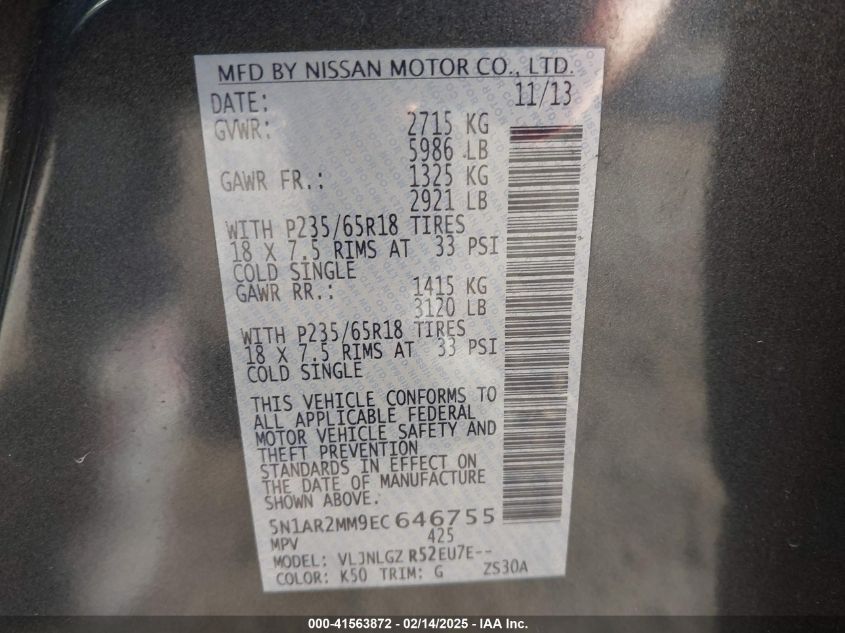 MFD BY NISSAN MOTOR CO., LTD.
DATE: 11/13
GVWR: 2715 KG
5986 LB
GAWR FR.: 1325 KG
2921 LB
WITH P235/65R18 TIRES
18 X 7.5 RIMS AT 33 PSI
COLD SINGLE
GAWR RR.: 1415 KG
3120 LB
WITH P235/65R18 TIRES
18 X 7.5 RIMS AT 33 PSI
COLD SINGLE
THIS VEHICLE CONFORMS TO
ALL APPLICABLE FEDERAL
MOTOR VEHICLE SAFETY AND
THEFT PREVENTION
STANDARDS IN EFFECT ON
THE DATE OF MANUFACTURE
SHOWN ABOVE.
5N1AR2MM9EC646755
MPV 425
MODEL: VLJNLGZ R52EU7E--
COLOR: K50 TRIM: G ZS30A
000-41563872 — 02/14/2025 — IAA Inc.